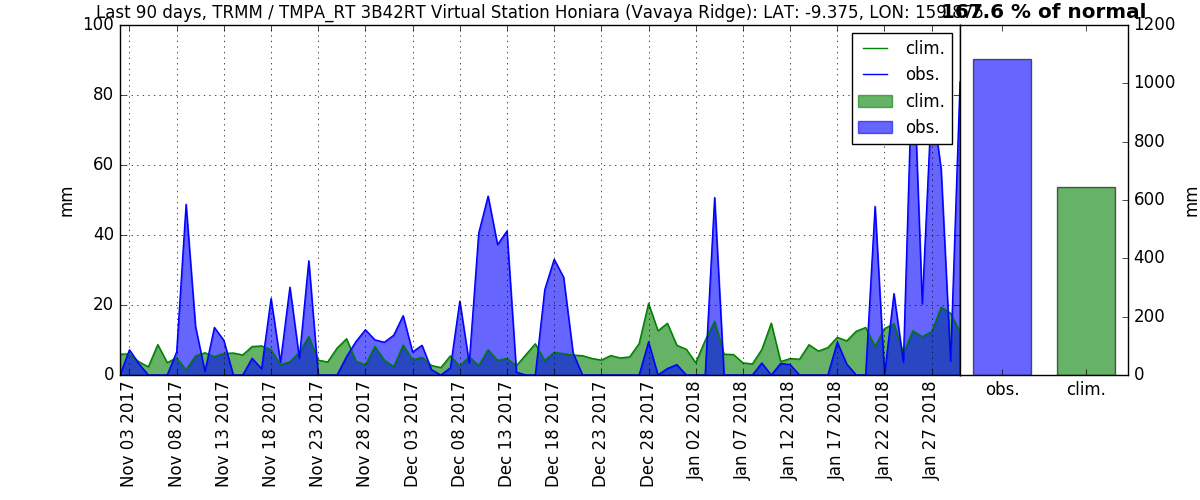 Last 90 days, TRMM / TMPA_RT 3B42RT Virtual Station Honiara (Vavaya Ridge): LAT: -9.375, LON:
167.6 % of normal
clim.
obs.
clim.
obs.
100
80
60
40
20
0
mm
1200
1000
800
600
400
200
0
mm
Nov 03 2017
Nov 08 2017
Nov 13 2017
Nov 18 2017
Nov 23 2017
Nov 28 2017
Dec 03 2017
Dec 08 2017
Dec 13 2017
Dec 18 2017
Dec 23 2017
Dec 28 2017
Jan 02 2018
Jan 07 2018
Jan 12 2018
Jan 17 2018
Jan 22 2018
Jan 27 2018
obs.
clim.